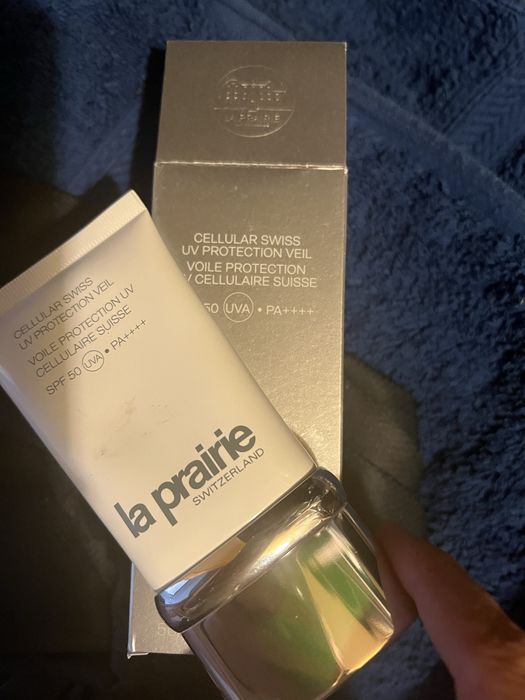 CELLULAR SWISS
UV PROTECTION VEIL
VOILE PROTECTION
CELLULAIRE SUISSE
50 UVA • PA++++
CELLULAR SWISS
UV PROTECTION VEIL
VOILE PROTECTION UV
CELLULAIRE SUISSE
SPF 50 UVA • PA++++
la prairie
SWITZERLAND